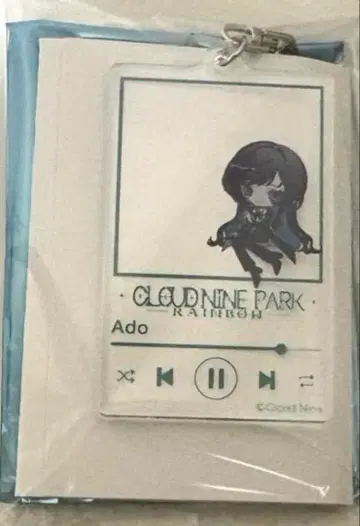 · CLOUD NINE PARK ·
RAINBOW
Ado
© Cloud Nine